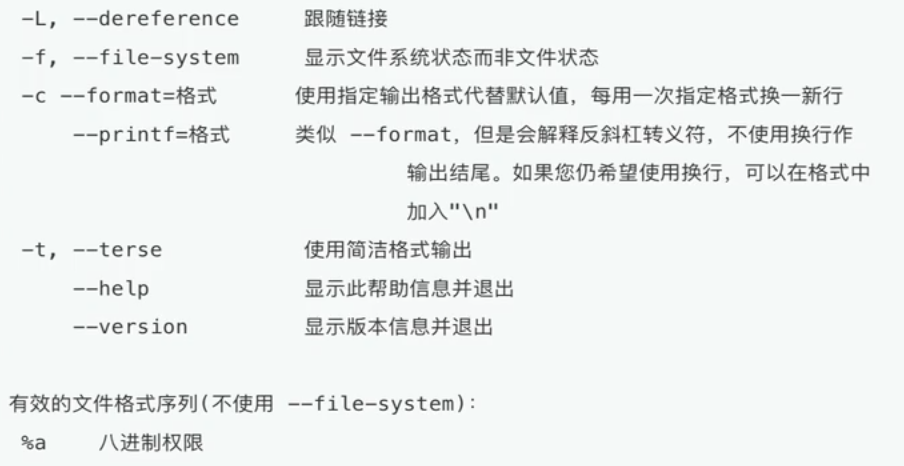 -L, --dereference 跟随链接
-f, --file-system 显示文件系统状态而非文件状态
-c --format=格式 使用指定输出格式代替默认值，每用一次指定格式换一新行
--printf=格式 类似 --format，但是会解释反斜杠转义符，不使用换行作
输出结尾。如果您仍希望使用换行，可以在格式中
加入"\n"
-t, --terse 使用简洁格式输出
--help 显示此帮助信息并退出
--version 显示版本信息并退出
有效的文件格式序列(不使用 --file-system)：
%a 八进制权限